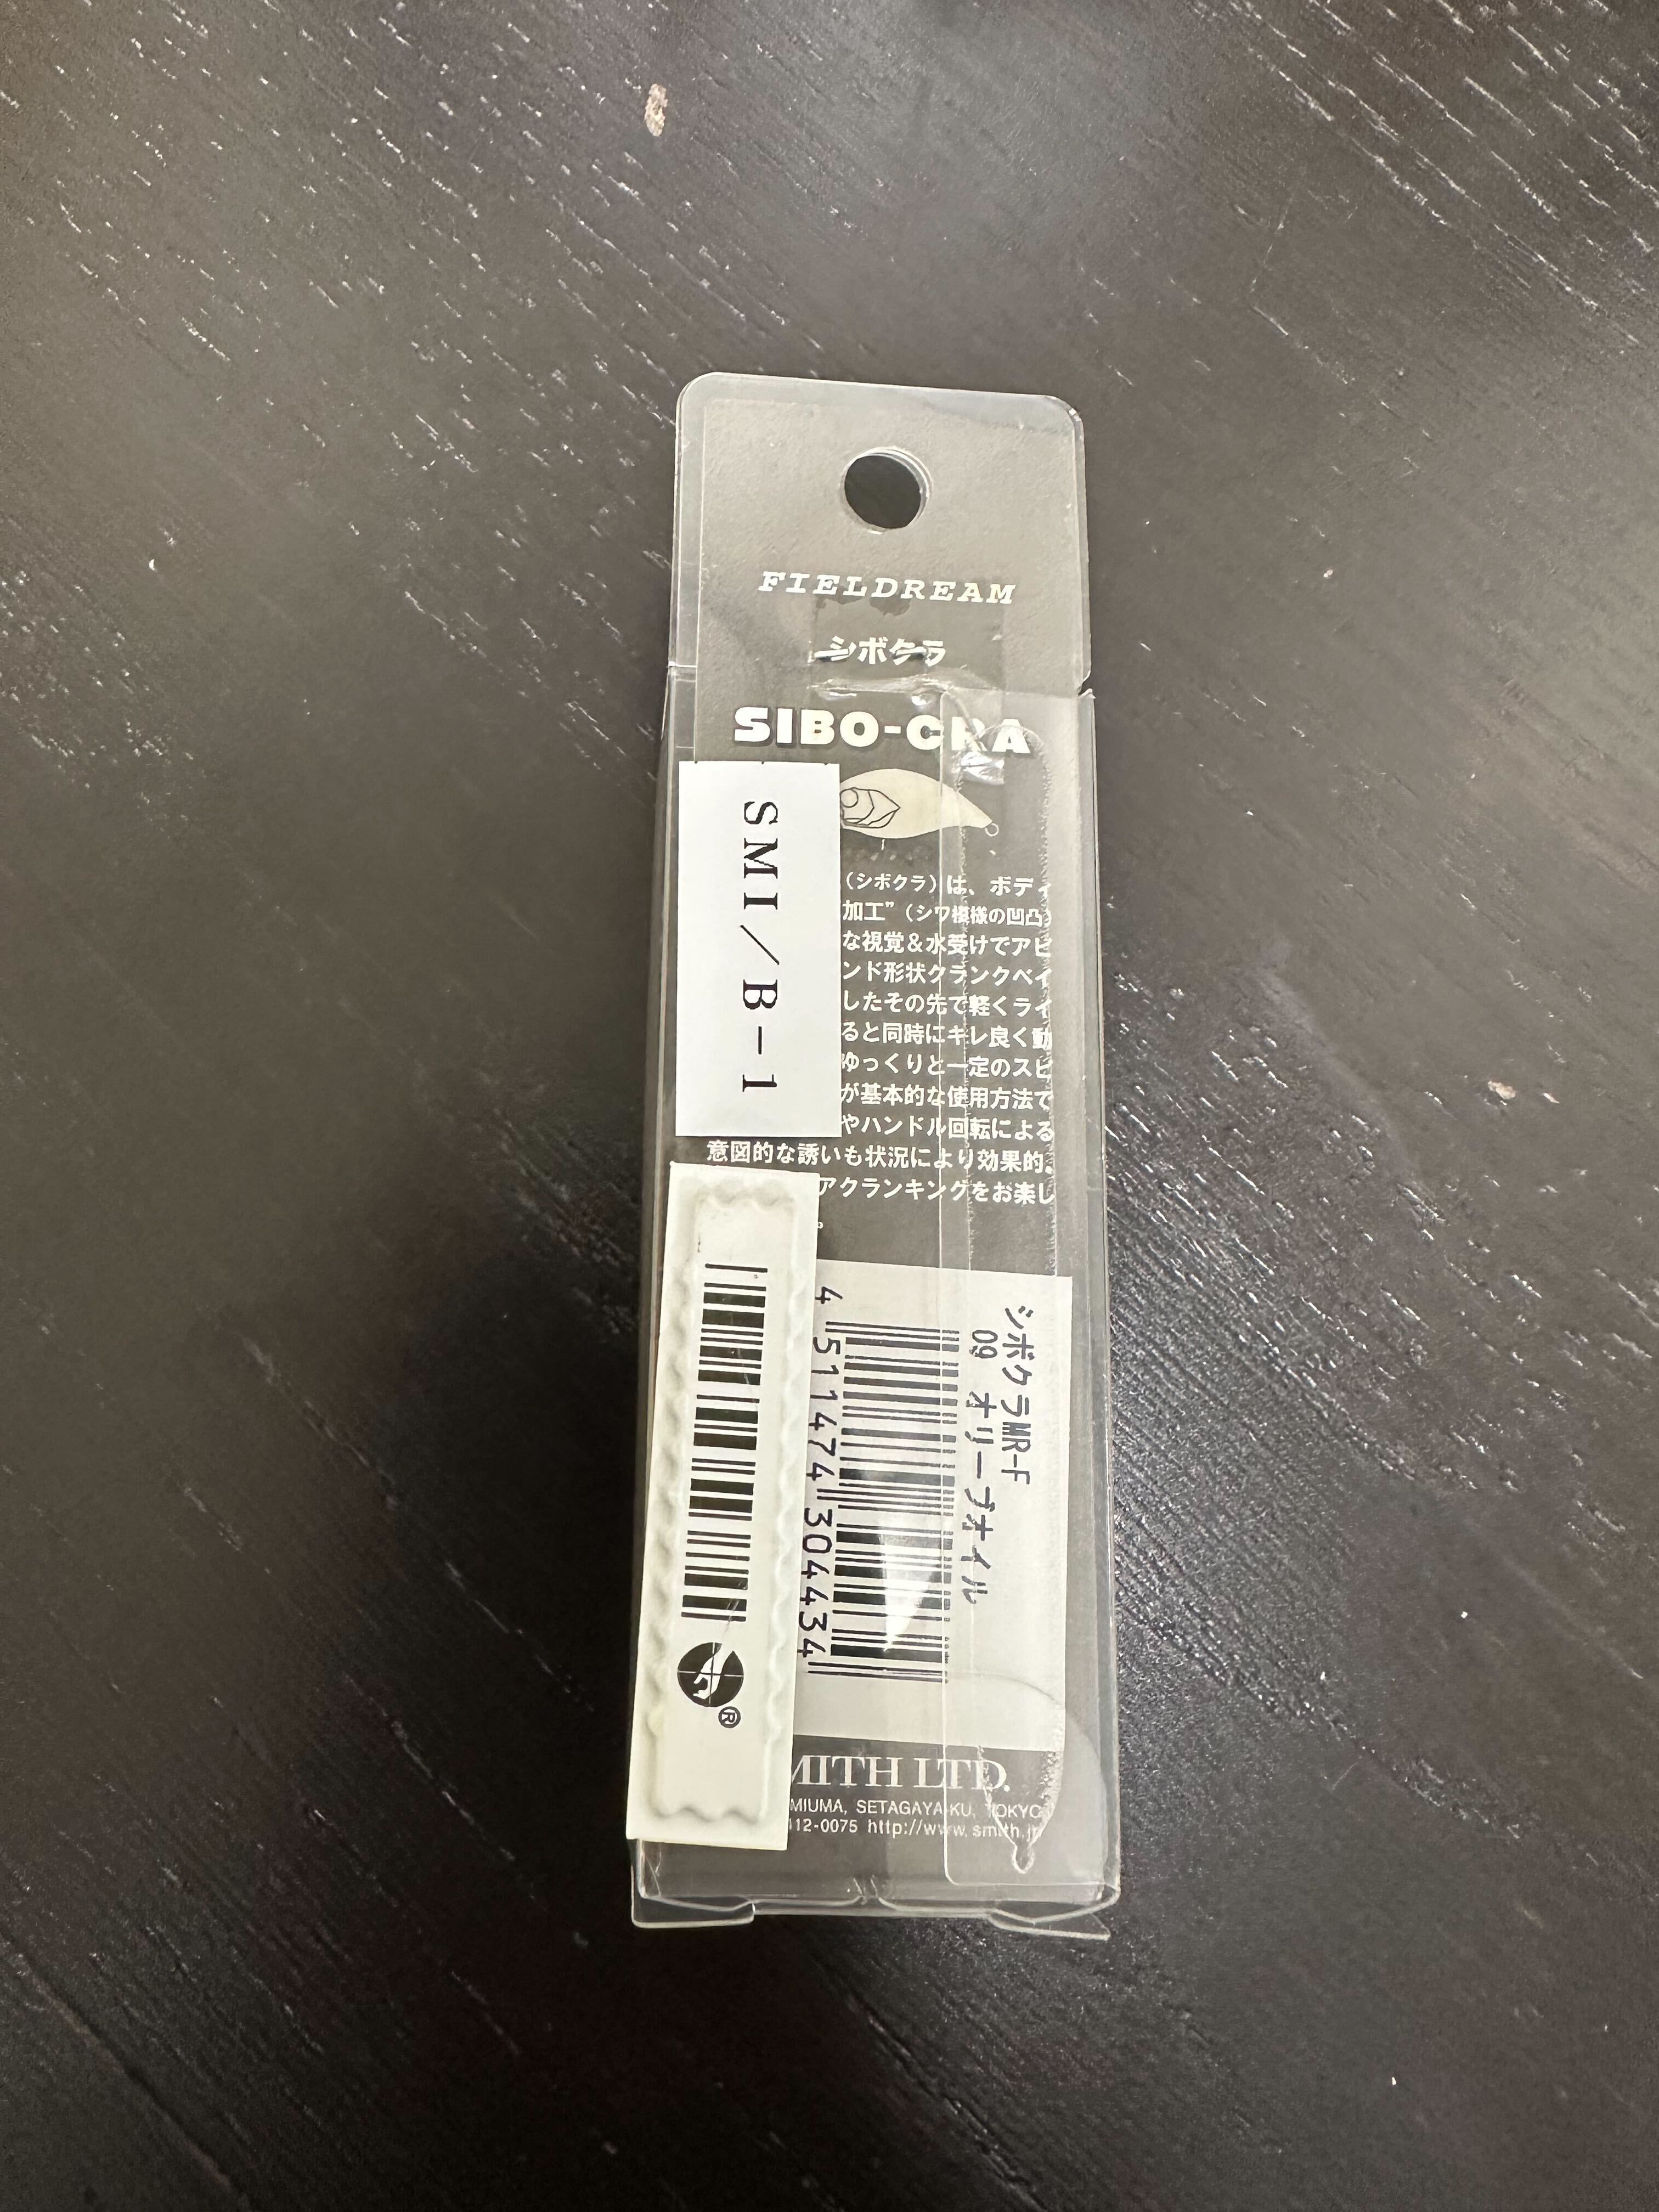 FIELDREAM
シボクラ
SIBO-CRA
SMI/B-1
(シボクラ)は、ボディ
加工”(シワ模様の凹凸)
な視覚&水受けでアピ
ンド形状クランクベイ
したその先で軽くライ
ると同時にキレ良く動
ゆっくりと一定のスピ
が基本的な使用方法で
やハンドル回転による
意図的な誘いも状況により効果的。
アクランキングをお楽し
。
シボクラMR-F
09 オリーブオイル
4 511474 304434
®
MITH LTD.
MIUMA, SETAGAYA-KU, TOKYO
412-0075 http://www.smith.jp